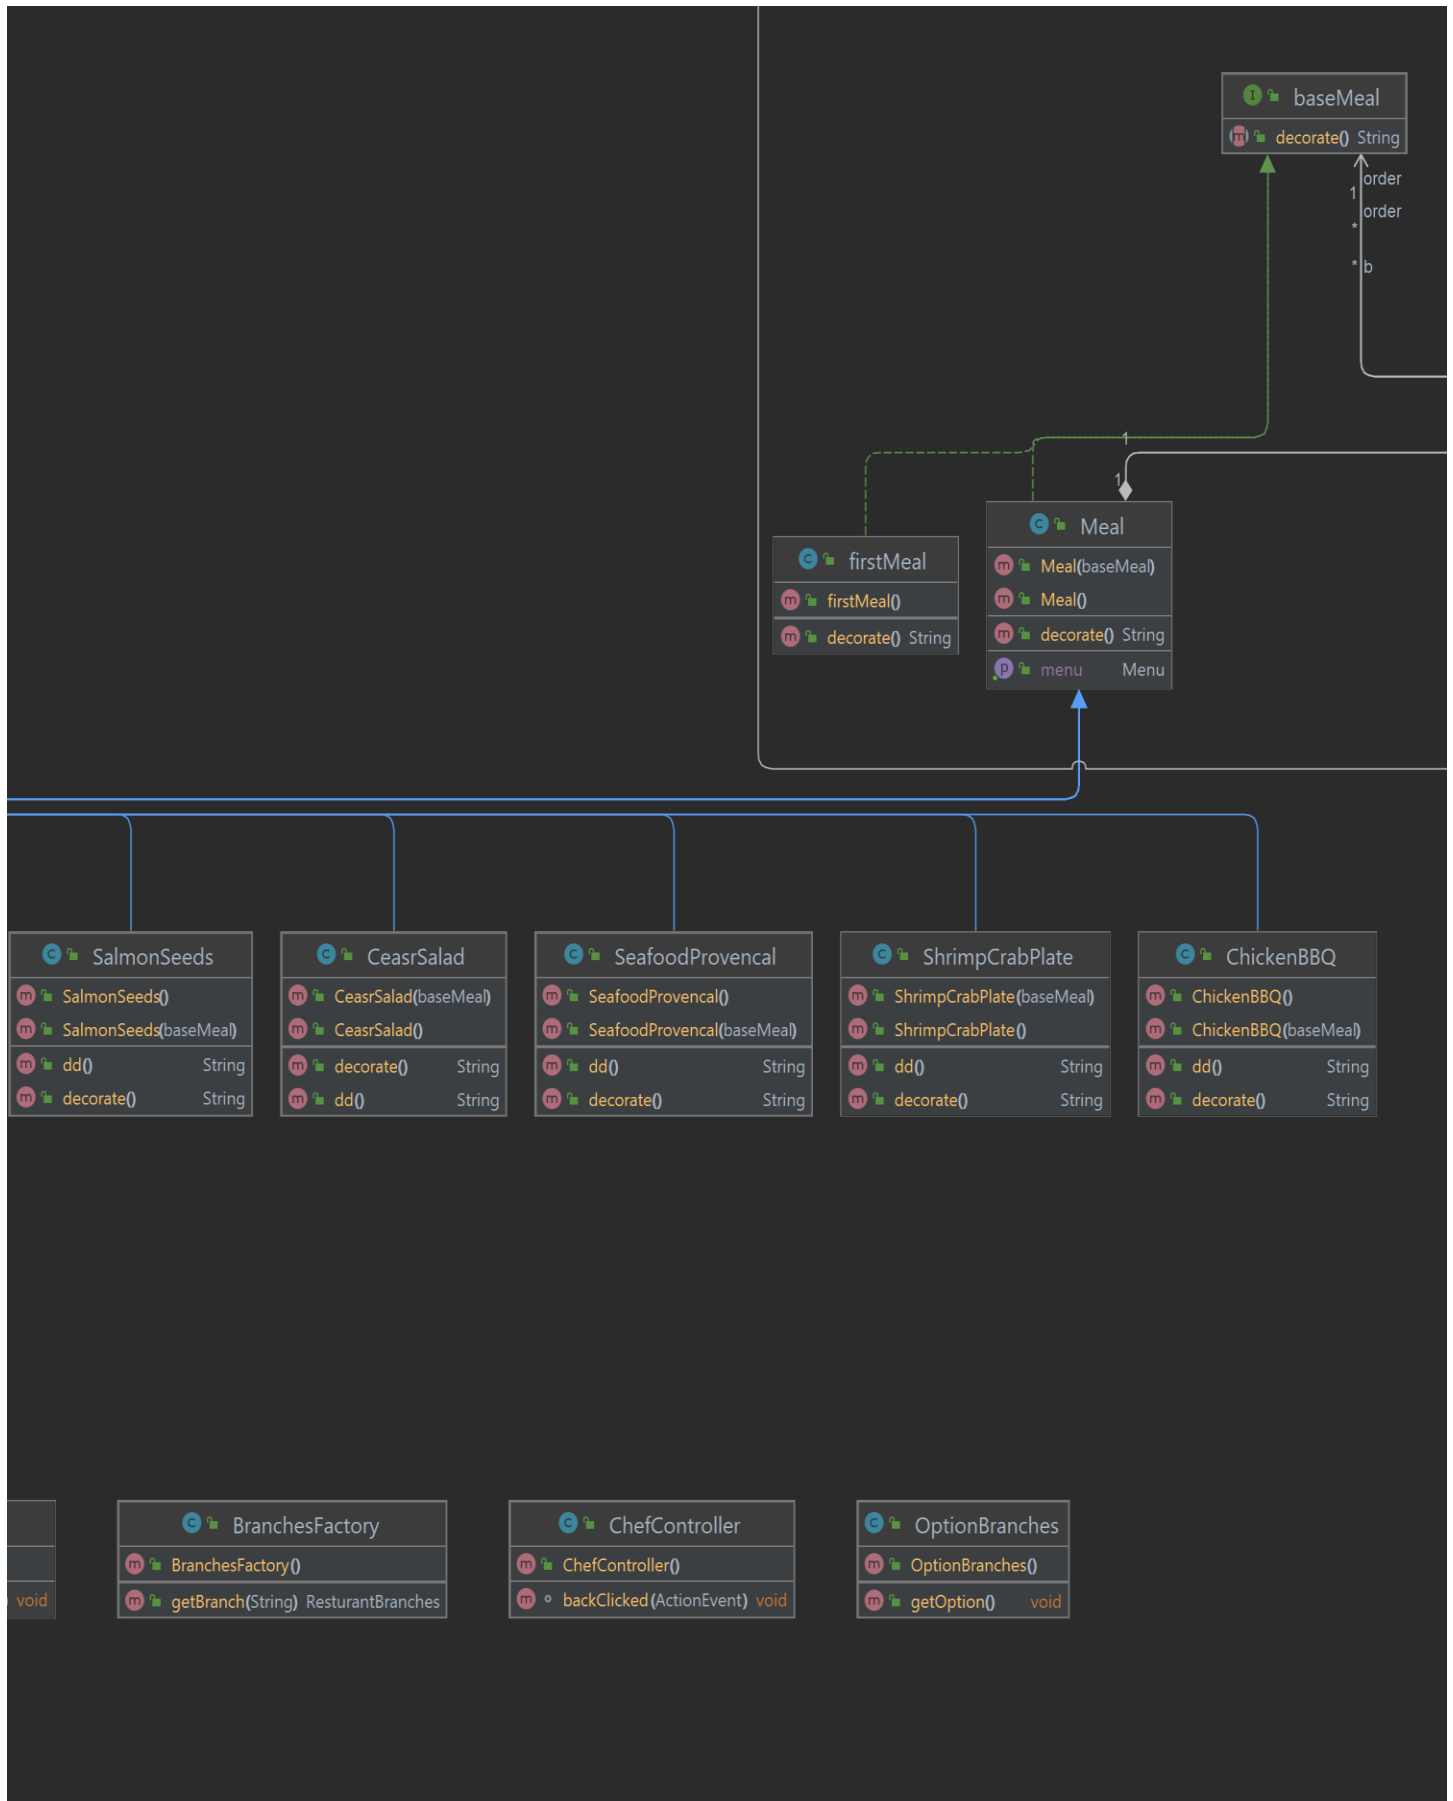 baseMeal
decorate() String
order
1
order
*
* b
1
1
Meal
Meal(baseMeal)
Meal()
decorate() String
menu Menu
firstMeal
firstMeal()
decorate() String
SalmonSeeds
SalmonSeeds()
SalmonSeeds(baseMeal)
dd() String
decorate() String
CeasrSalad
CeasrSalad(baseMeal)
CeasrSalad()
decorate() String
dd() String
SeafoodProvencal
SeafoodProvencal()
SeafoodProvencal(baseMeal)
dd() String
decorate() String
ShrimpCrabPlate
ShrimpCrabPlate(baseMeal)
ShrimpCrabPlate()
dd() String
decorate() String
ChickenBBQ
ChickenBBQ()
ChickenBBQ(baseMeal)
dd() String
decorate() String
) void
BranchesFactory
BranchesFactory()
getBranch(String) ResturantBranches
ChefController
ChefController()
backClicked(ActionEvent) void
OptionBranches
OptionBranches()
getOption() void